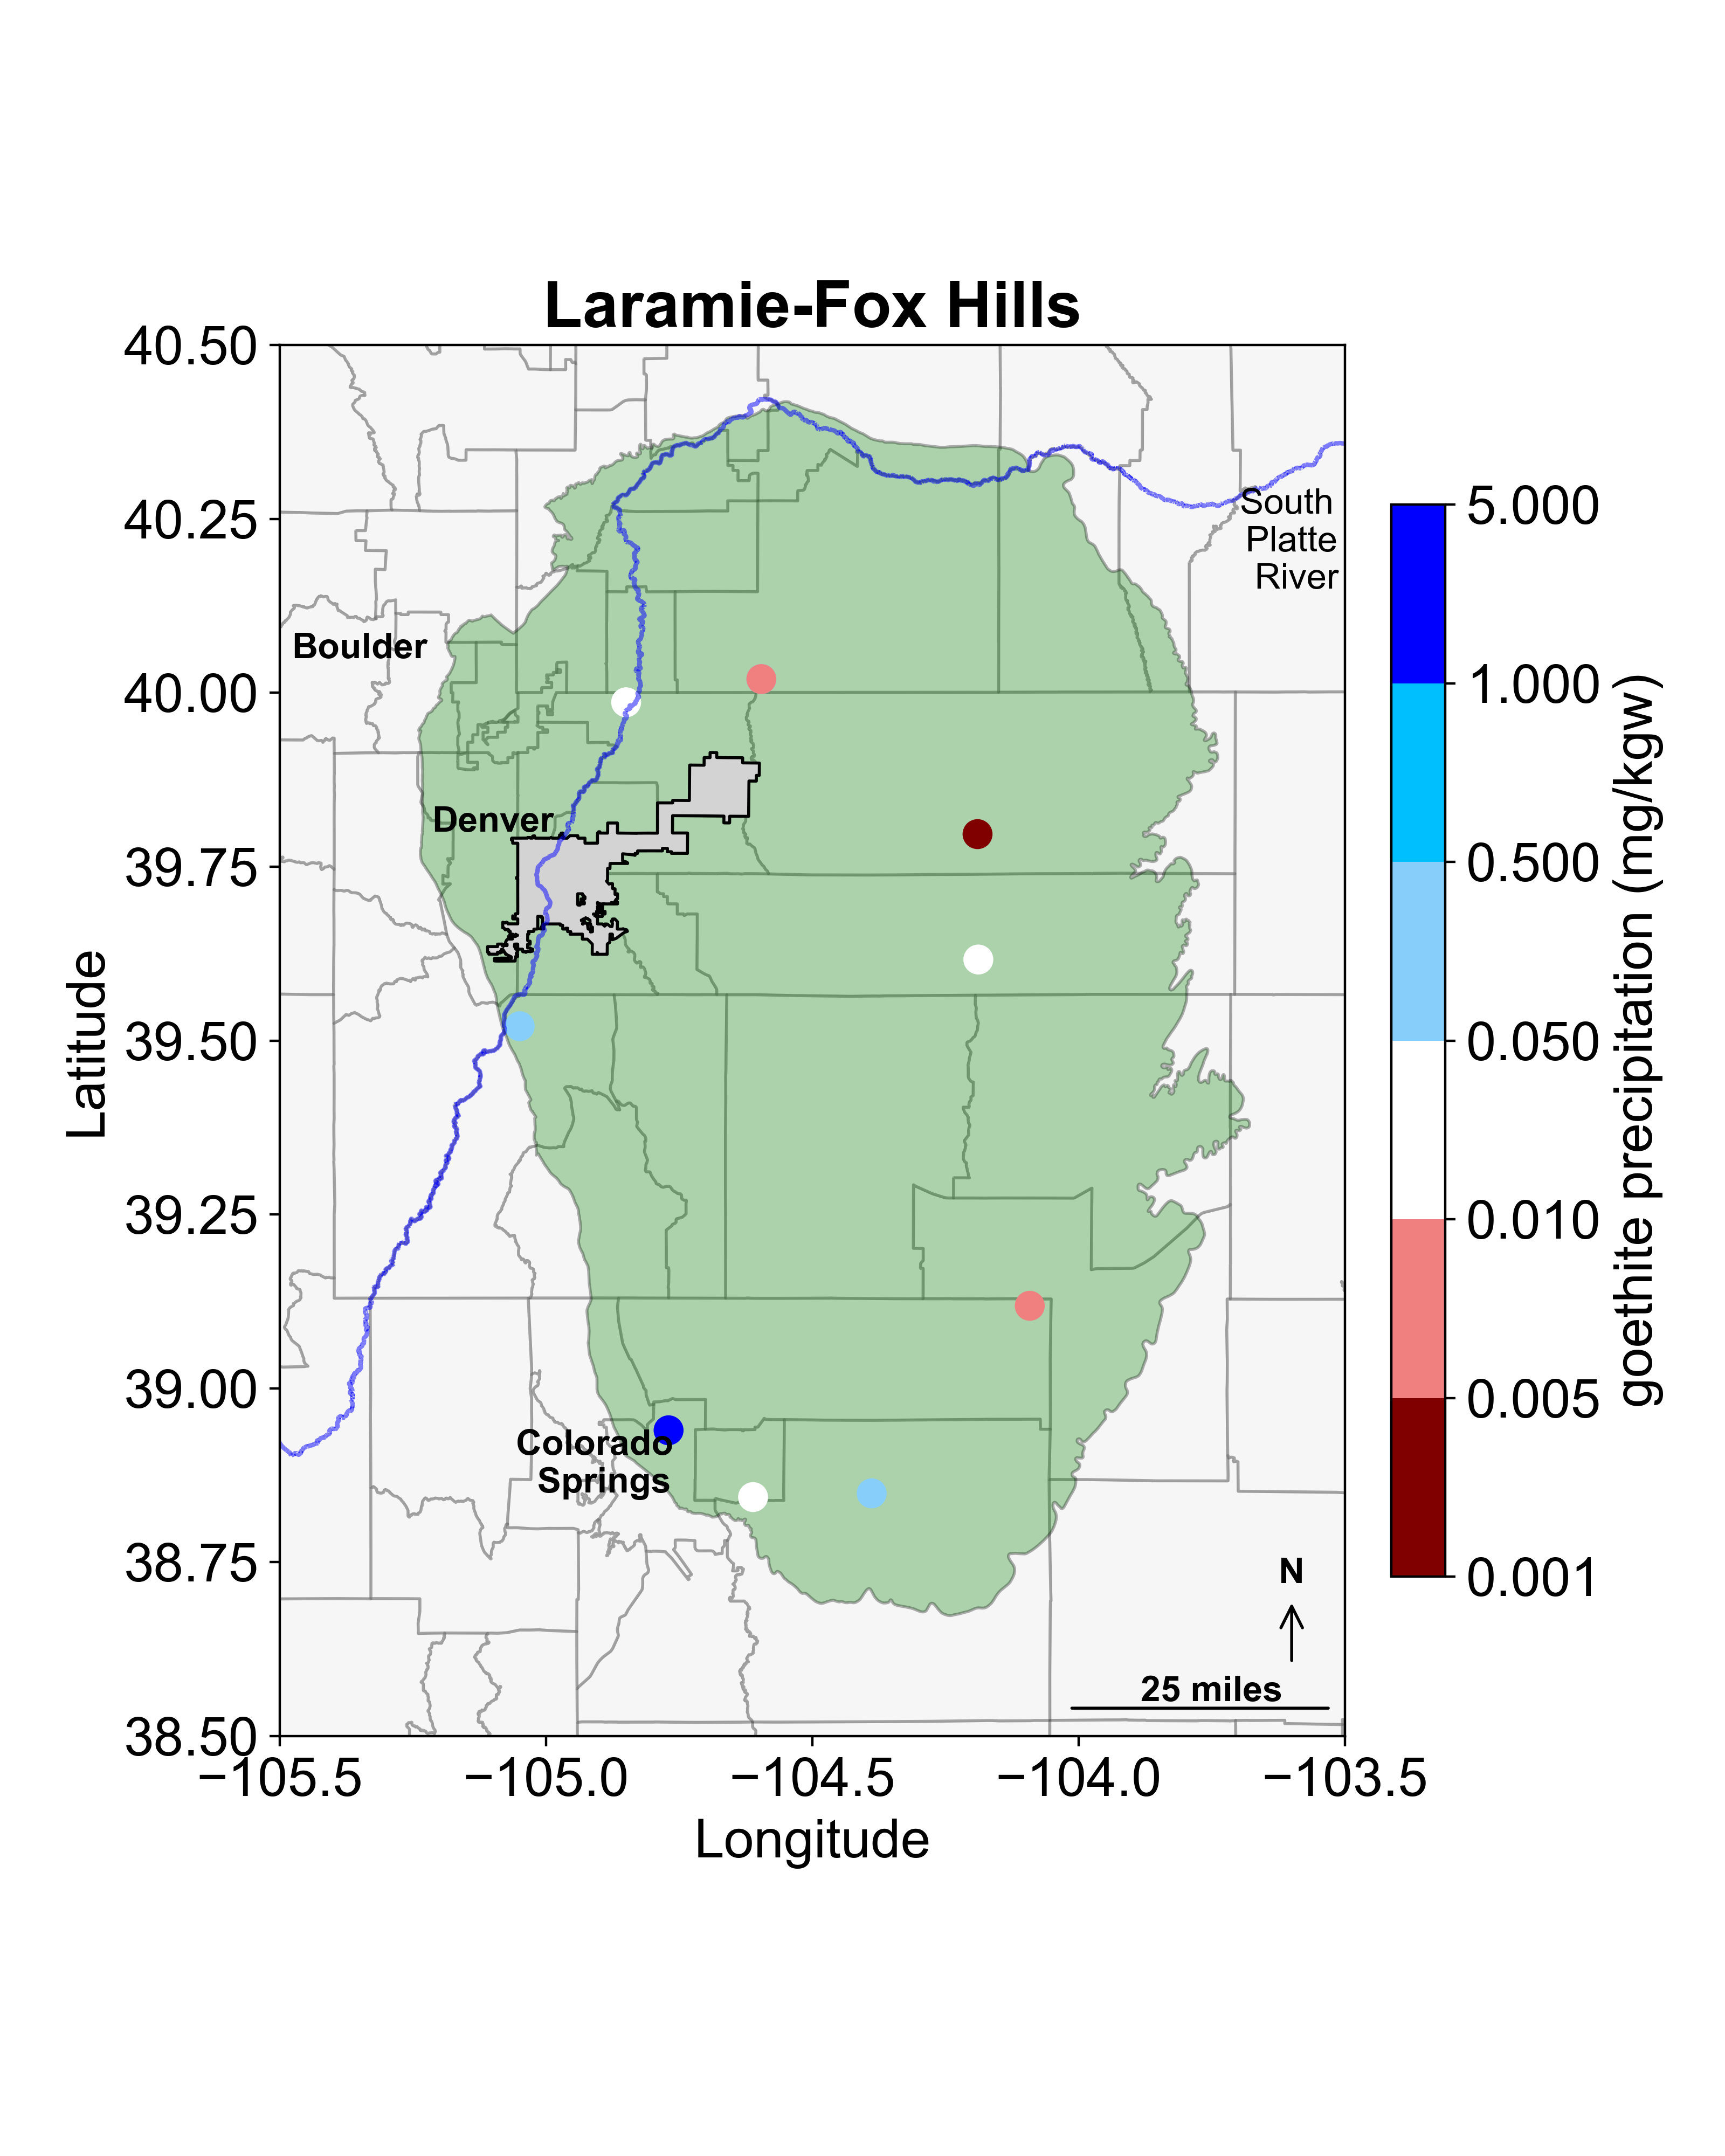 Laramie-Fox Hills
40.50
40.25
40.00
39.75
39.50
39.25
39.00
38.75
38.50
Latitude
−105.5
−105.0
−104.5
−104.0
−103.5
Longitude
South
Platte
River
Boulder
Denver
Colorado
Springs
N
25 miles
5.000
1.000
0.500
0.050
0.010
0.005
0.001
goethite precipitation (mg/kgw)